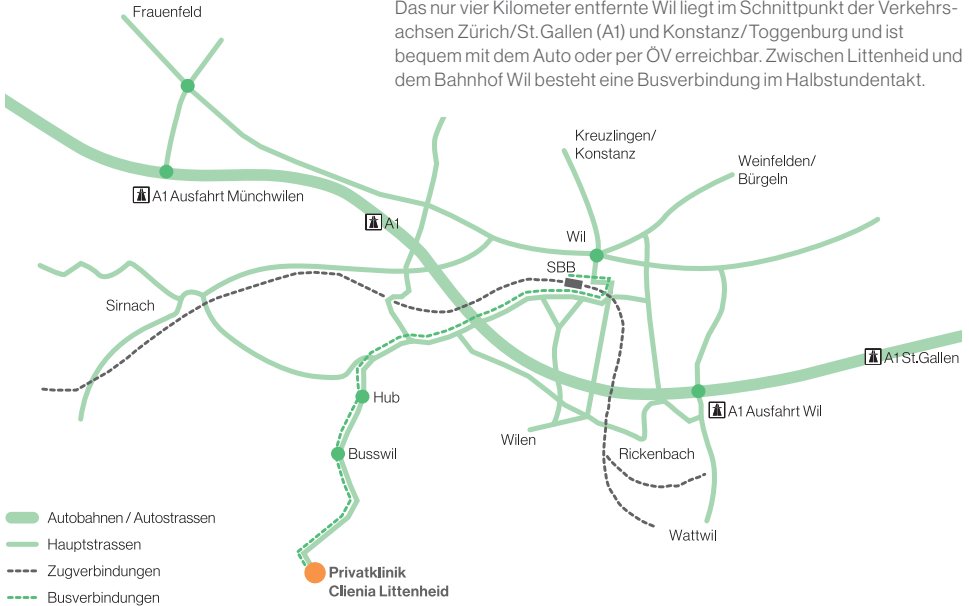 Das nur vier Kilometer entfernte Wil liegt im Schnittpunkt der Verkehrs-
achsen Zürich/St. Gallen (A1) und Konstanz/Toggenburg und ist
bequem mit dem Auto oder per ÖV erreichbar. Zwischen Littenheid und
dem Bahnhof Wil besteht eine Busverbindung im Halbstundentakt.
Frauenfeld
Kreuzlingen/
Konstanz
Weinfelden/
Bürgeln
A1 Ausfahrt Münchwilen
A1
Wil
SBB
Sirnach
A1 St. Gallen
Hub
A1 Ausfahrt Wil
Wilen
Busswil
Rickenbach
Wattwil
Autobahnen / Autostrassen
Hauptstrassen
Zugverbindungen
Busverbindungen
Privatklinik
Clienia Littenheid